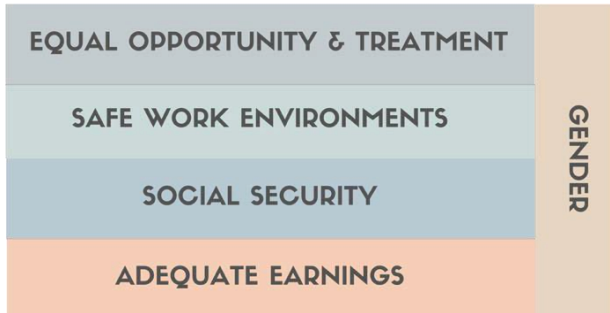 EQUAL OPPORTUNITY & TREATMENT
SAFE WORK ENVIRONMENTS
SOCIAL SECURITY
ADEQUATE EARNINGS
GENDER